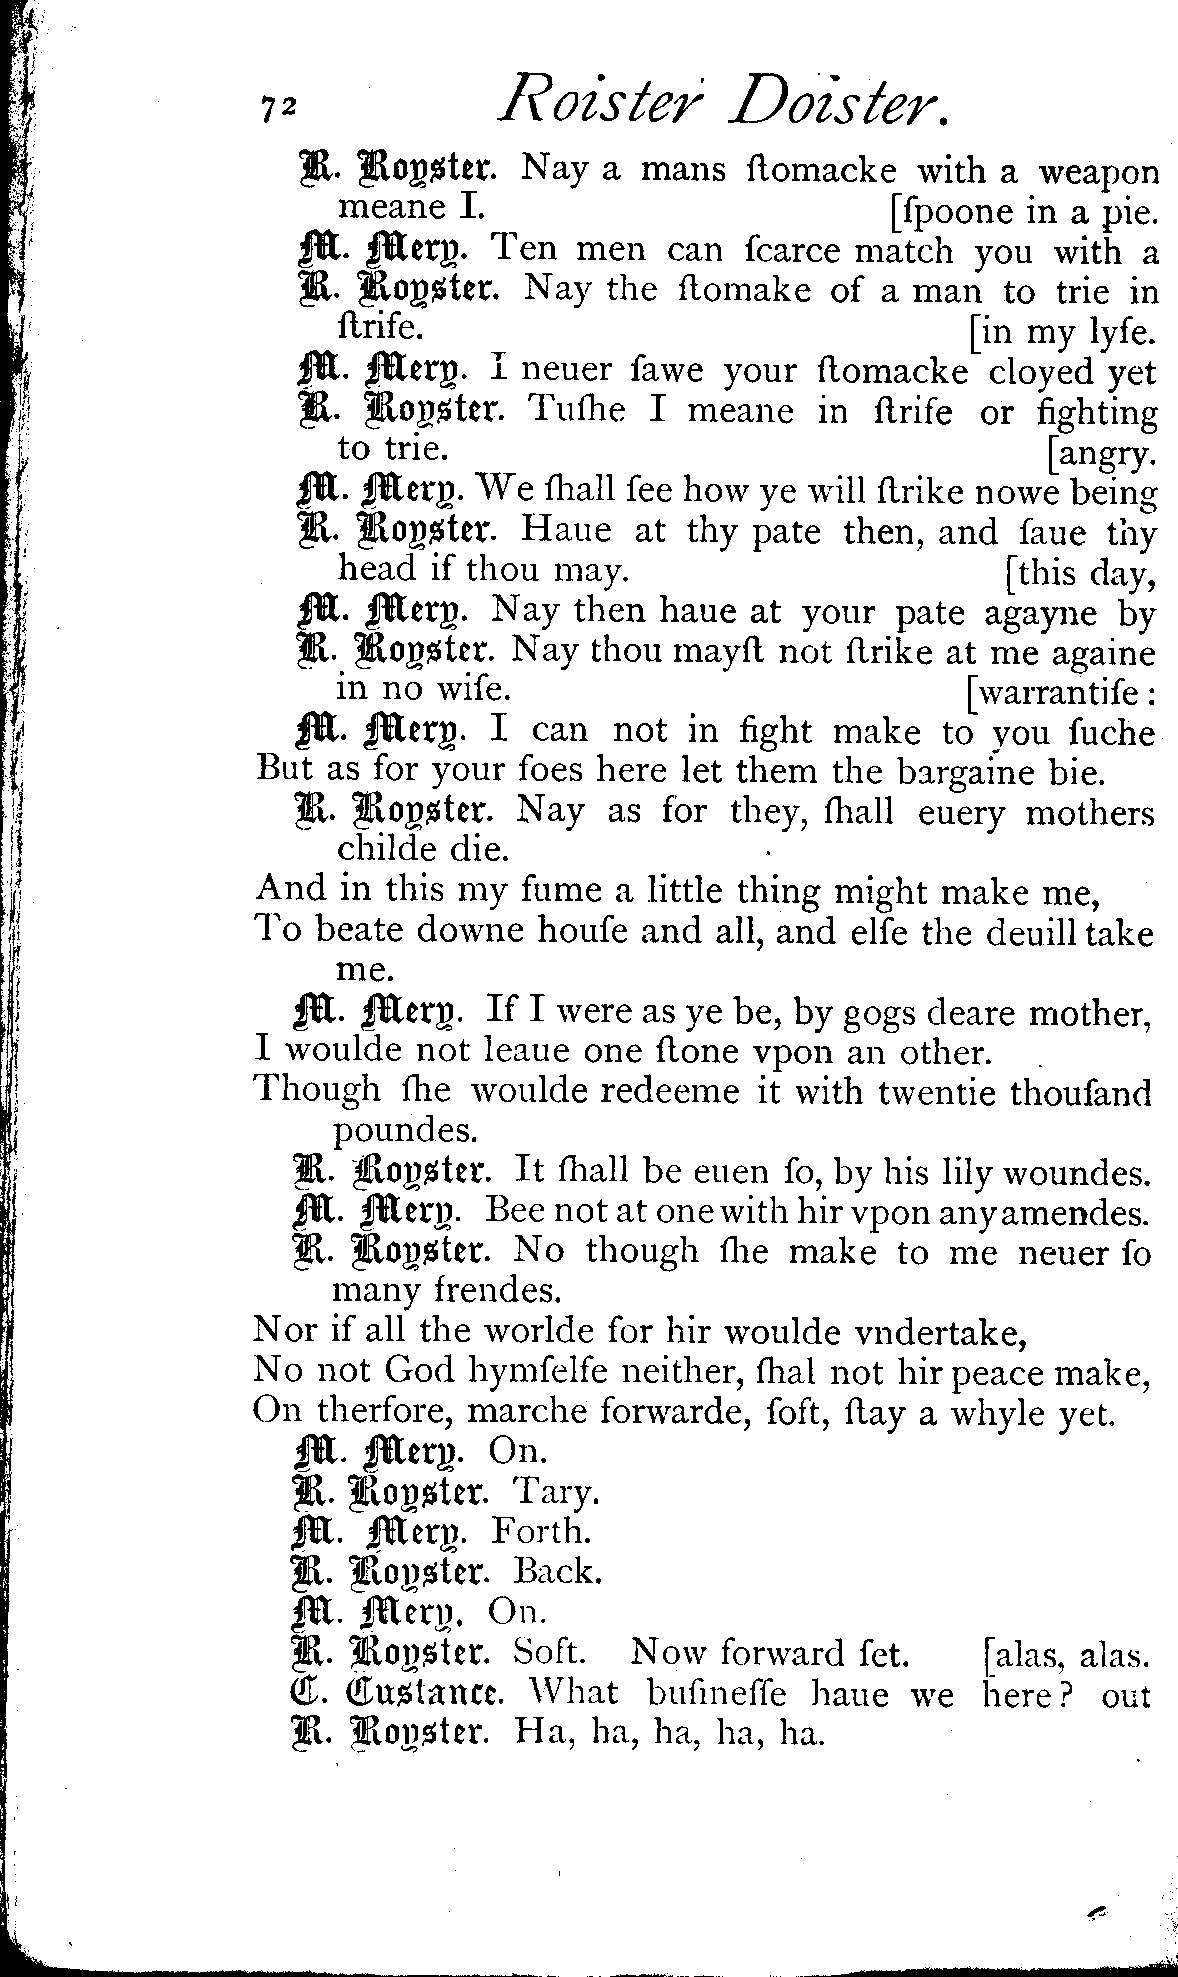 72 Roister Doister.
R. Royster. Nay a mans ſtomacke with a weapon
meane I. [ſpoone in a pie.
M. Mery. Ten men can ſcarce match you with a
R. Royster. Nay the ſtomake of a man to trie in
ſtrife. [in my lyfe.
M. Mery. I neuer ſawe your ſtomacke cloyed yet
R. Royster. Tuſhe I meane in ſtrife or fighting
to trie. [angry.
M. Mery. We ſhall ſee how ye will ſtrike nowe being
R. Royster. Haue at thy pate then, and ſaue thy
head if thou may. [this day,
M. Mery. Nay then haue at your pate agayne by
R. Royster. Nay thou mayſt not ſtrike at me againe
in no wiſe. [warrantiſe :
M. Mery. I can not in fight make to you ſuche
But as for your foes here let them the bargaine bie.
R. Royster. Nay as for they, ſhall euery mothers
childe die.
And in this my fume a little thing might make me,
To beate downe houſe and all, and elſe the deuill take
me.
M. Mery. If I were as ye be, by gogs deare mother,
I woulde not leaue one ſtone vpon an other.
Though ſhe woulde redeeme it with twentie thouſand
poundes.
R. Royster. It ſhall be euen ſo, by his lily woundes.
M. Mery. Bee not at one with hir vpon any amendes.
R. Royster. No though ſhe make to me neuer ſo
many frendes.
Nor if all the worlde for hir woulde vndertake,
No not God hymſelfe neither, ſhal not hir peace make,
On therfore, marche forwarde, ſoft, ſtay a whyle yet.
M. Mery. On.
R. Royster. Tary.
M. Mery. Forth.
R. Royster. Back.
M. Mery. On.
R. Royster. Soft. Now forward ſet. [alas, alas.
C. Custance. What buſineſſe haue we here? out
R. Royster. Ha, ha, ha, ha, ha.